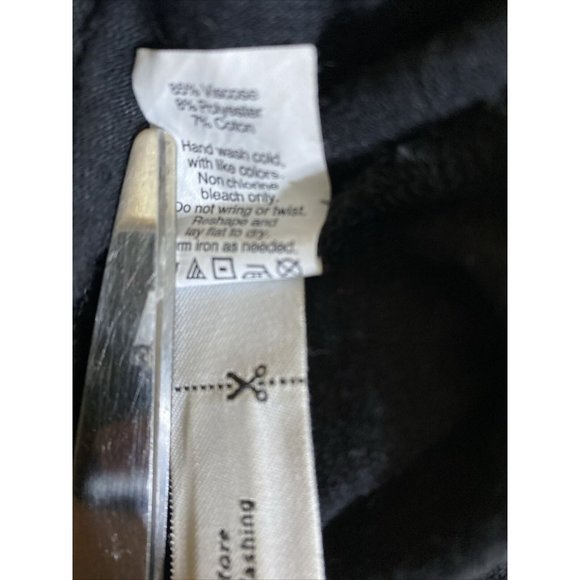 85% Viscose
8% Polyester
7% Cotton
Hand wash cold,
with like colors.
Non chlorine
bleach only.
Do not wring or twist.
Reshape and
lay flat to dry.
rm iron as needed.
fore
ashing